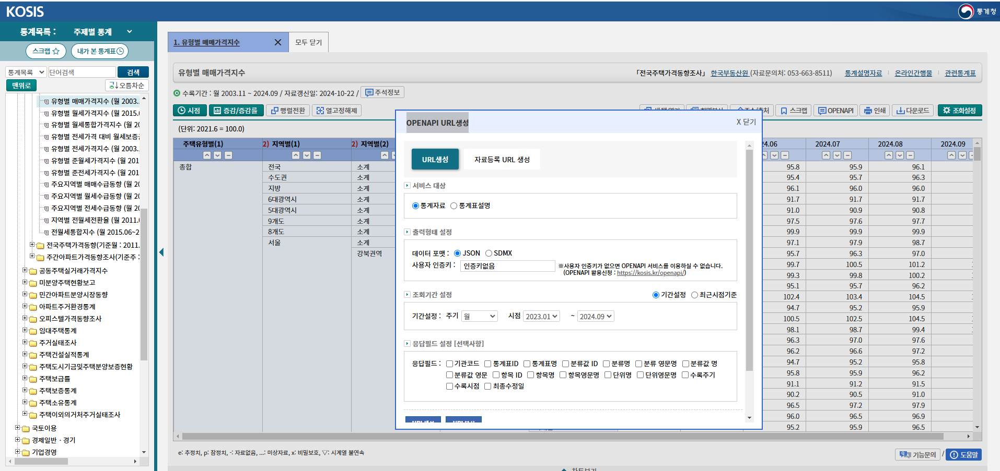 KOSIS
통계청
통계목록 : 주제별 통계
스크랩 내가 본 통계표
통계목록 단어검색 검색
맨위로 오름차순
유형별 매매가격지수 (월 2003.
유형별 월세가격지수 (월 2015.
유형별 월세통합가격지수 (월 20
유형별 전세가격 대비 월세보증금
유형별 전세가격지수 (월 2003.
유형별 준월세가격지수 (월 201
유형별 준전세가격지수 (월 201
주요지역별 매매수급동향 (월 20
주요지역별 월세수급동향 (월 20
주요지역별 전세수급동향 (월 20
지역별 전월세전환율 (월 2011.
전월세통합지수 (월 2015.06~2
전국주택가격동향(기준월 : 2011.
주간아파트가격동향조사(기준주 :
공동주택실거래가격지수
미분양주택현황보고
민간아파트분양시장동향
아파트주거환경통계
오피스텔가격동향조사
임대주택통계
주거실태조사
주택건설실적통계
주택도시기금및주택분양보증현황
주택보급률
주택보증통계
주택소유통계
주택이외의거처주거실태조사
국토이용
경제일반 · 경기
기업경영
1. 유형별 매매가격지수 모두 닫기
유형별 매매가격지수
「전국주택가격동향조사」 한국부동산원 (자료문의처: 053-663-8511) 통계설명자료 온라인간행물 관련통계표
수록기간 : 월 2003.11 ~ 2024.09 / 자료갱신일: 2024-10-22 / 주석정보
시점 증감/증감률 행렬전환 열고정해제 스크랩 OPENAPI 인쇄 다운로드 조회설정
(단위: 2021.6 = 100.0)
주택유형별(1) 2) 지역별(1) 2) 지역별(2) 2024.07 2024.08 2024.09
종합 전국 소계 95.8 95.9 96.1
수도권 소계 95.4 95.7 96.3
지방 소계 96.1 96.0 96.0
6대광역시 소계 91.7 91.7 91.7
5대광역시 소계 91.0 90.9 90.8
9개도 소계 97.5 97.6 97.7
8개도 소계 99.9 99.9 99.9
서울 소계 97.1 97.9 98.7
강북권역 95.7 96.3 97.0
99.7 100.5 101.2
99.3 99.8 100.2
95.1 95.7 96.2
102.4 103.4 104.5
94.7 95.2 95.9
100.5 102.5 104.5
98.1 98.7 99.4
96.3 97.0 97.6
96.2 96.6 97.2
94.7 95.2 95.8
95.8 95.9 96.2
91.1 91.2 91.5
90.2 90.5 91.0
96.5 97.2 97.9
96.0 96.5 96.9
95.2 95.9 96.5
OPENAPI URL생성 X 닫기
URL생성 자료등록 URL 생성
서비스 대상
통계자료 통계표설명
출력형태 설정
데이터 포맷 : JSON SDMX
사용자 인증키 : 인증키없음 ※사용자 인증키가 없으면 OPENAPI 서비스를 이용하실 수 없습니다.
(OPENAPI 활용신청 : https://kosis.kr/openapi/)
조회기간 설정 기간설정 최근시점기준
기간설정 : 주기 월 시점 2023.01 ~ 2024.09
응답필드 설정 [선택사항]
응답필드 : 기관코드 통계표ID 통계표명 분류값 ID 분류명 분류 영문명 분류값 명
분류값 영문 항목 ID 항목명 항목영문명 단위명 단위영문명 수록주기
수록시점 최종수정일
e: 추정치, p: 잠정치, -: 자료없음, ...: 미상자료, x: 비밀보호, ▽: 시계열 불연속
기능문의 / 도움말